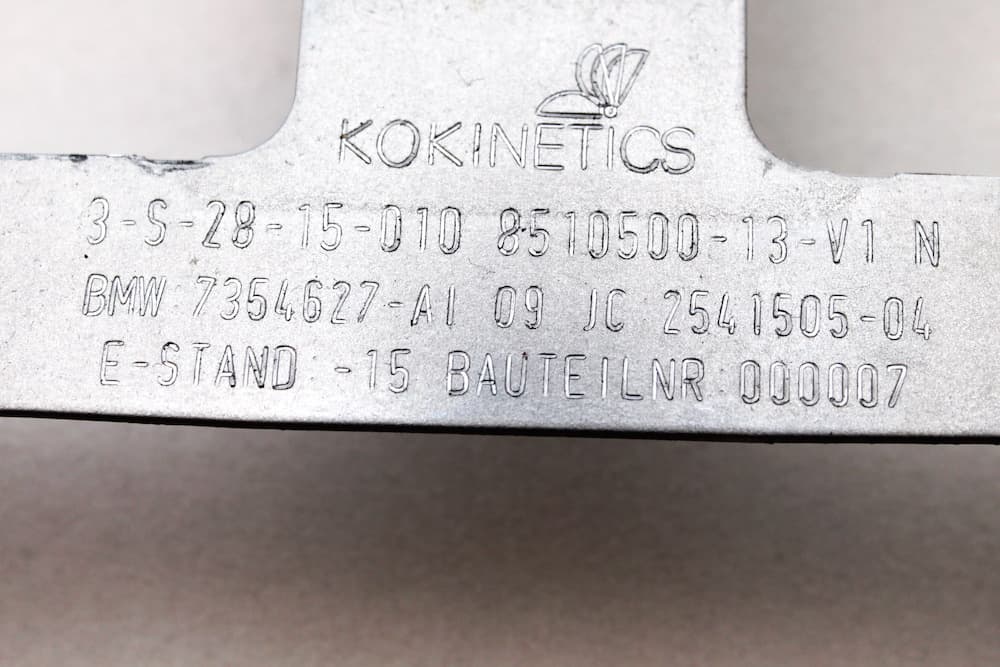 KOKINETICS
3-S-28-15-010 8510500-13-V1 N
BMW 7354627-AI 09 JC 2541505-04
E-STAND -15 BAUTEILNR 000007